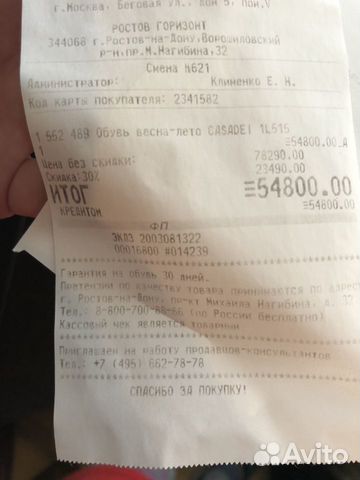 г.Москва, Беговая ул., дом 3, пом.V
РОСТОВ ГОРИЗОНТ
344068 г.Ростов-на-Дону,Ворошиловский
р-н,пр.М.Нагибина,32
Смена №621
Администратор: Клименко Е. Н.
Код карты покупателя: 2341582
1 552 489 Обувь весна-лето CASADEI 1L515
1 ≡54800.00_А
Цена без скидки: 78290.00
Скидка:30% 23490.00
ИТОГ ≡54800.00
КРЕДИТОМ ≡54800.00
ФП
ЭКЛЗ 2003081322
00016800 #014239
Гарантия на обувь 30 дней.
Претензии по качеству товара принимаются по адрес
г. Ростов-на-Дону, пр-кт Михаила Нагибина, д. 32
Тел.: 8-800-700-88-66 (по России бесплатно)
Кассовый чек является товарным
Приглашаем на работу продавцов-консультантов
Тел.: +7 (495) 662-78-78
СПАСИБО ЗА ПОКУПКУ!
Avito